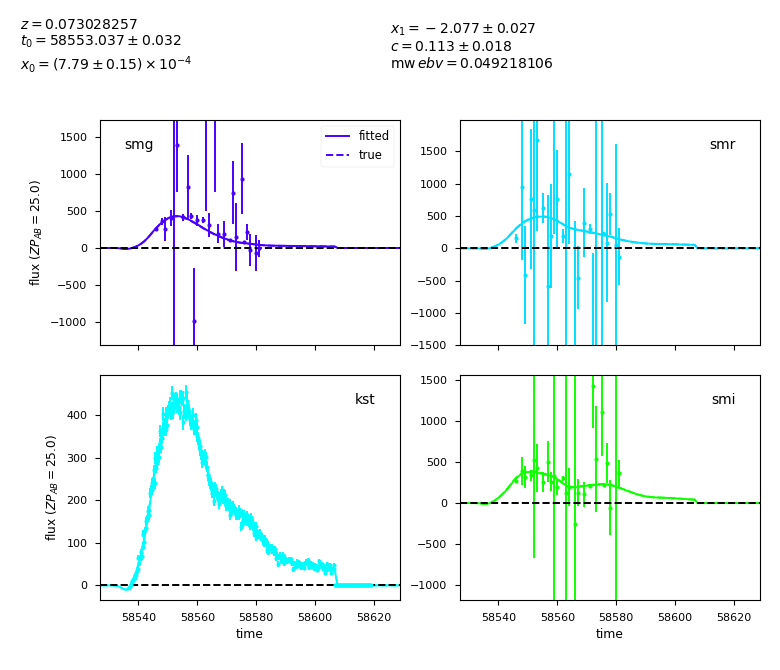 z = 0.073028257
t₀ = 58553.037 ± 0.032
x₀ = (7.79 ± 0.15) × 10⁻⁴
x₁ = −2.077 ± 0.027
c = 0.113 ± 0.018
mw ebv = 0.049218106
smg
fitted
true
1500
1000
500
0
−500
−1000
flux (ZP_AB = 25.0)
smr
1500
1000
500
0
−500
−1000
−1500
kst
400
300
200
100
0
flux (ZP_AB = 25.0)
58540 58560 58580 58600 58620
time
smi
1500
1000
500
0
−500
−1000
58540 58560 58580 58600 58620
time